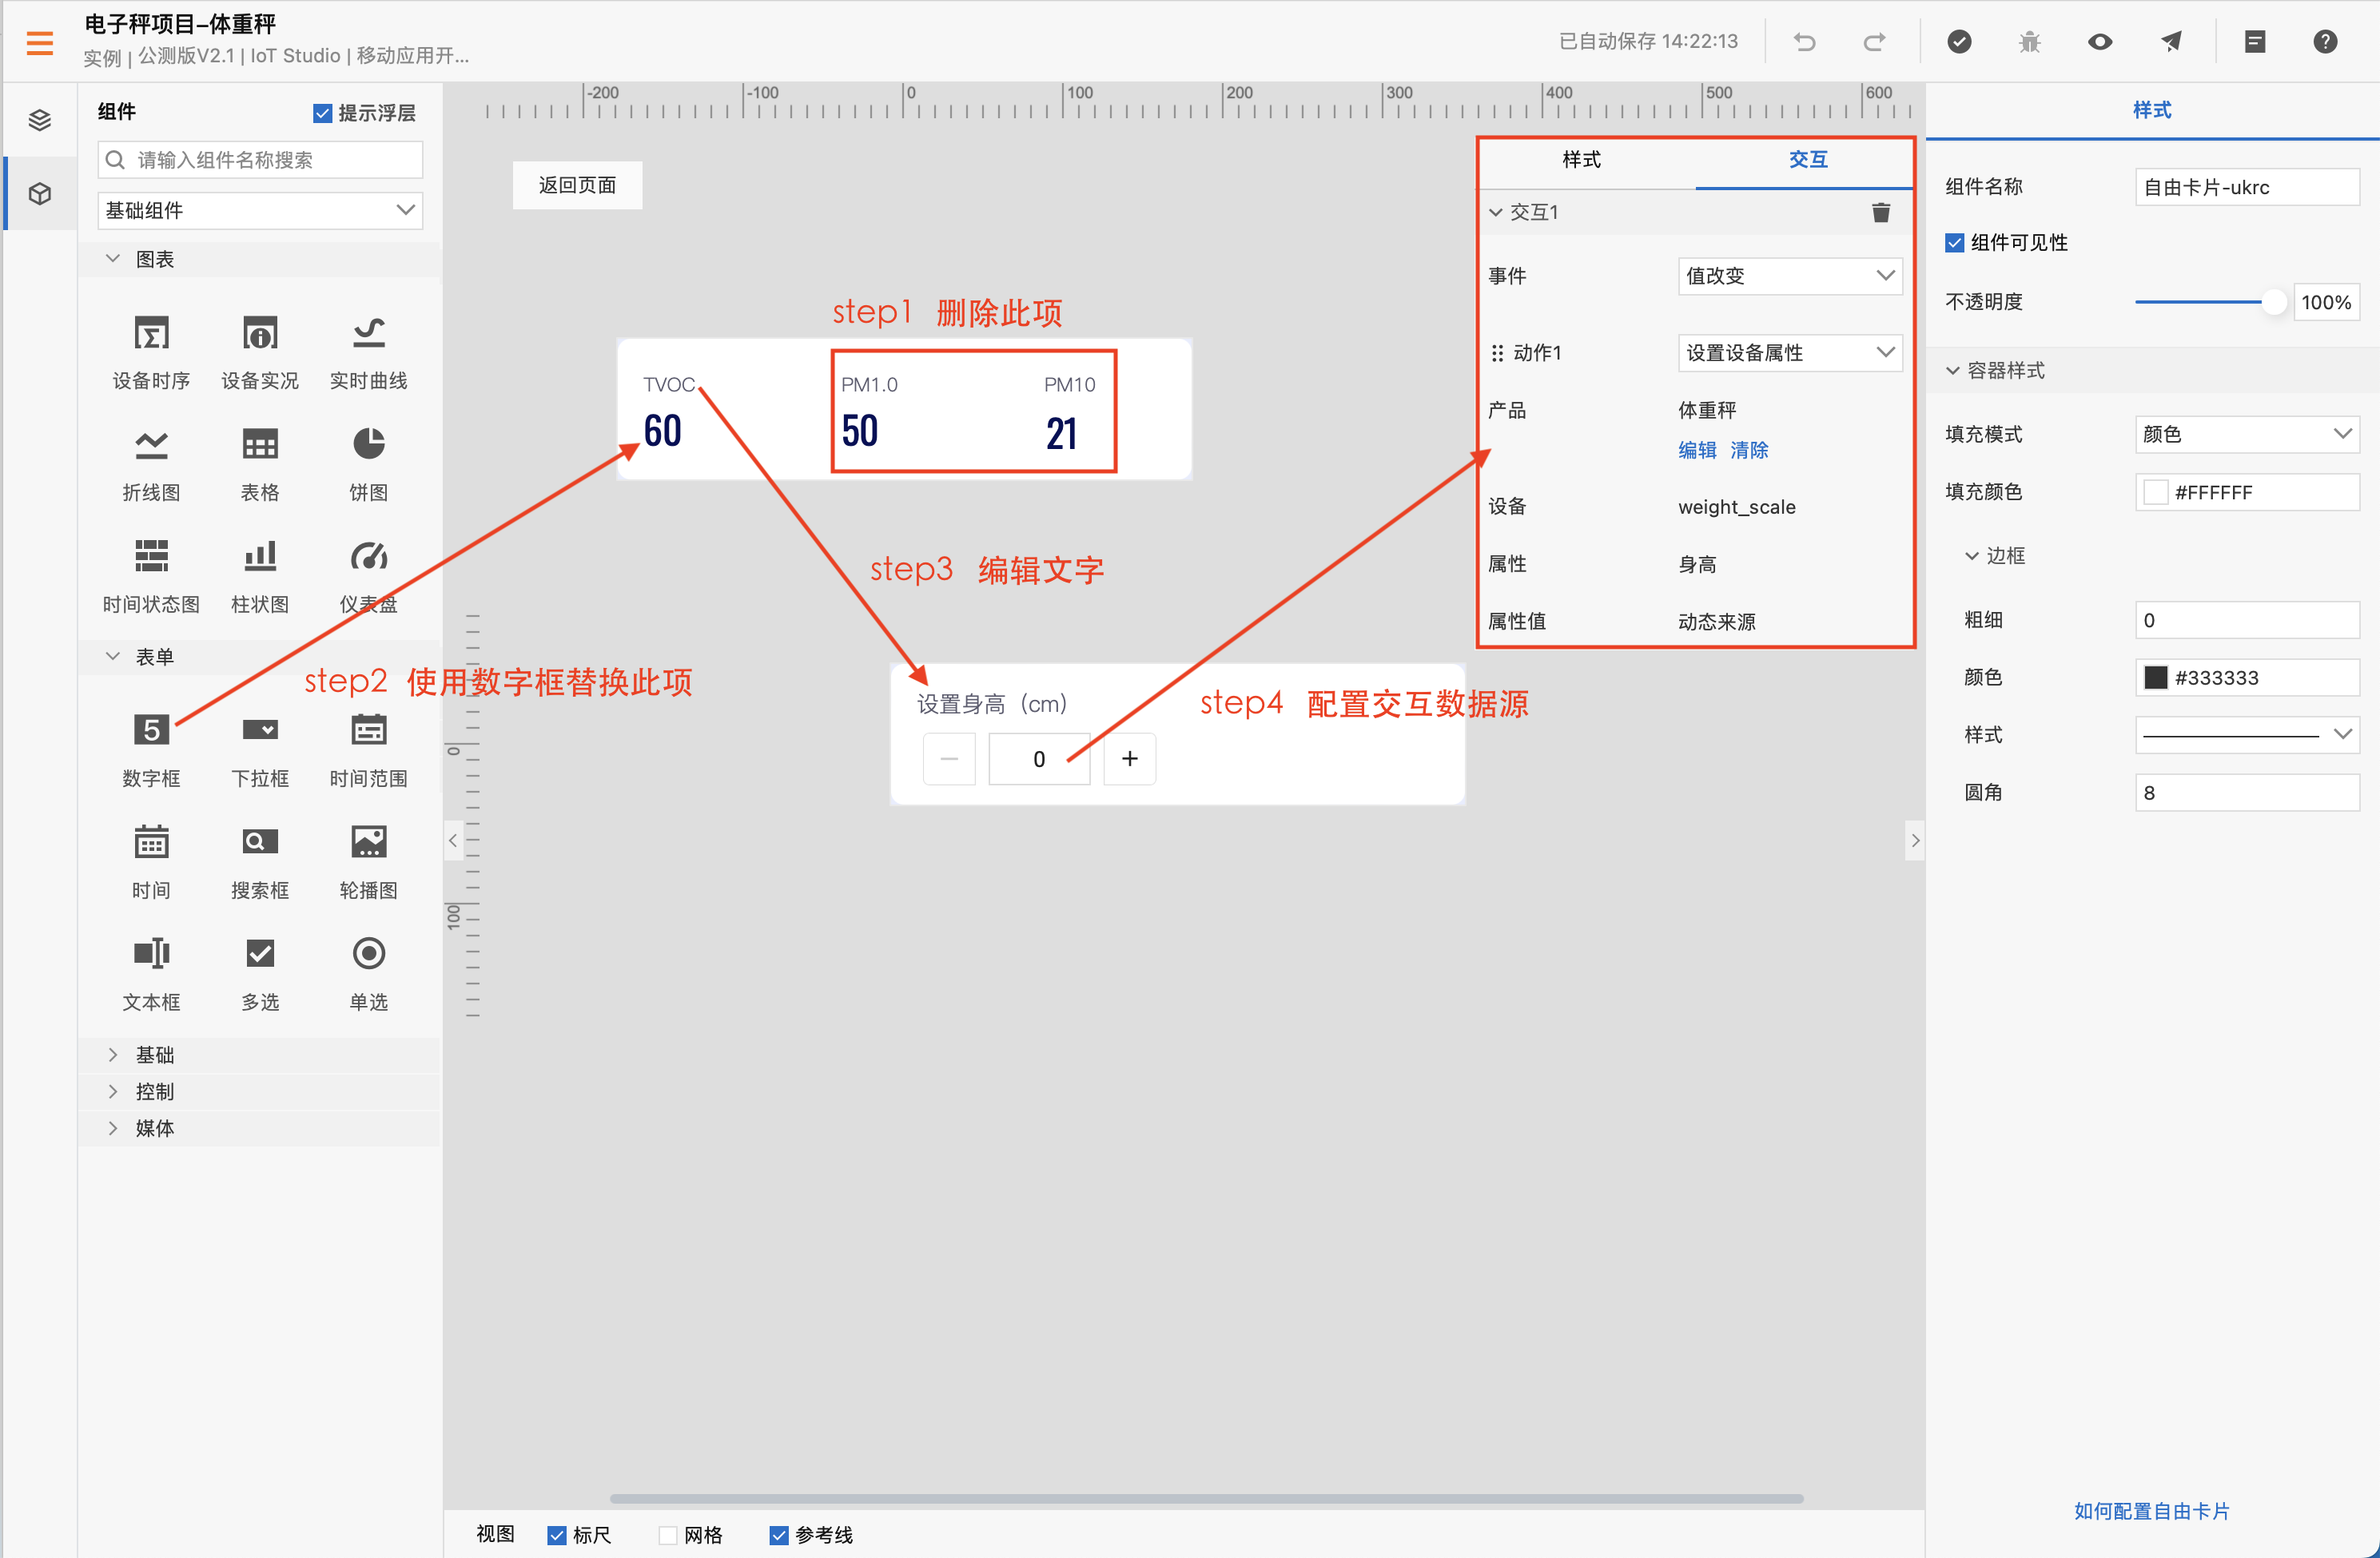 电子秤项目-体重秤
实例 | 公测版V2.1 | IoT Studio | 移动应用开...
已自动保存 14:22:13
组件
提示浮层
请输入组件名称搜索
基础组件
图表
设备时序
设备实况
实时曲线
折线图
表格
饼图
时间状态图
柱状图
仪表盘
表单
5
数字框
下拉框
时间范围
时间
搜索框
轮播图
文本框
多选
单选
基础
控制
媒体
-200
-100
0
100
200
300
400
500
600
返回页面
step1 删除此项
TVOC
PM1.0
PM10
60
50
21
step3 编辑文字
step2 使用数字框替换此项
设置身高（cm）
0
+
step4 配置交互数据源
0
100
样式
交互
交互1
事件
值改变
动作1
设置设备属性
产品
体重秤
编辑 清除
设备
weight_scale
属性
身高
属性值
动态来源
样式
组件名称
自由卡片-ukrc
组件可见性
不透明度
100%
容器样式
填充模式
颜色
填充颜色
#FFFFFF
边框
粗细
0
颜色
#333333
样式
圆角
8
如何配置自由卡片
视图
标尺
网格
参考线